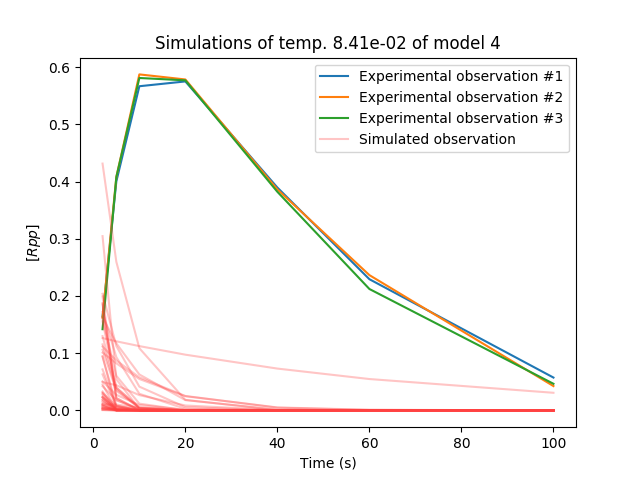 Simulations of temp. 8.41e-02 of model 4
Experimental observation #1
Experimental observation #2
Experimental observation #3
Simulated observation
[Rpp]
0.6
0.5
0.4
0.3
0.2
0.1
0.0
0 20 40 60 80 100
Time (s)